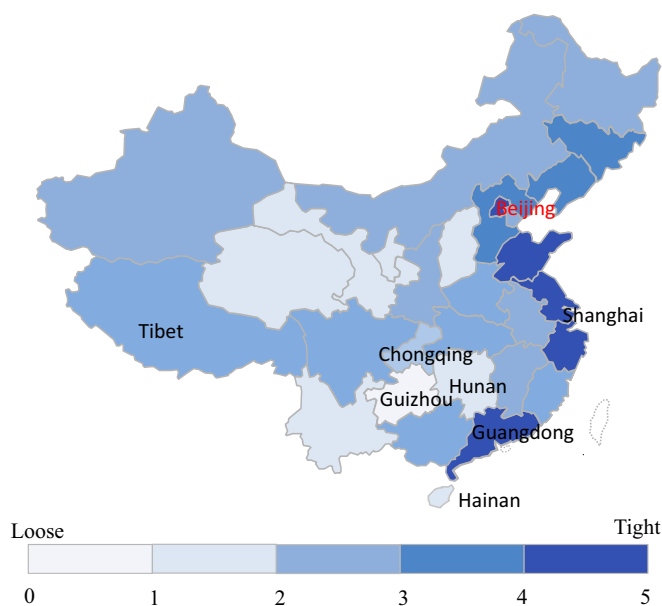 Beijing
Shanghai
Tibet
Chongqing
Hunan
Guizhou
Guangdong
Hainan
Loose
Tight
0 1 2 3 4 5